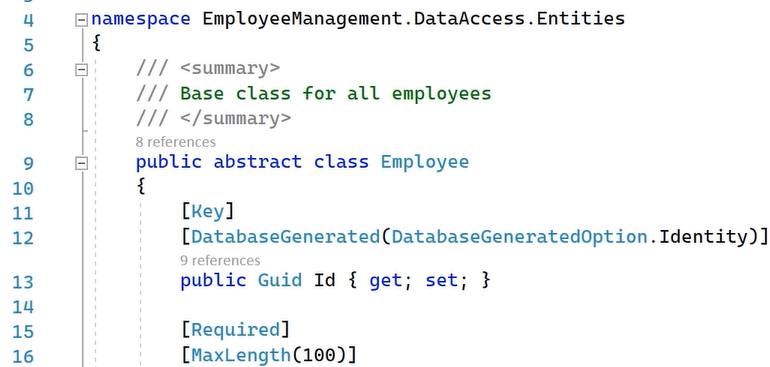 4 namespace EmployeeManagement.DataAccess.Entities
5 {
6 /// <summary>
7 /// Base class for all employees
8 /// </summary>
8 references
9 public abstract class Employee
10 {
11 [Key]
12 [DatabaseGenerated(DatabaseGeneratedOption.Identity)]
9 references
13 public Guid Id { get; set; }
14
15 [Required]
16 [MaxLength(100)]